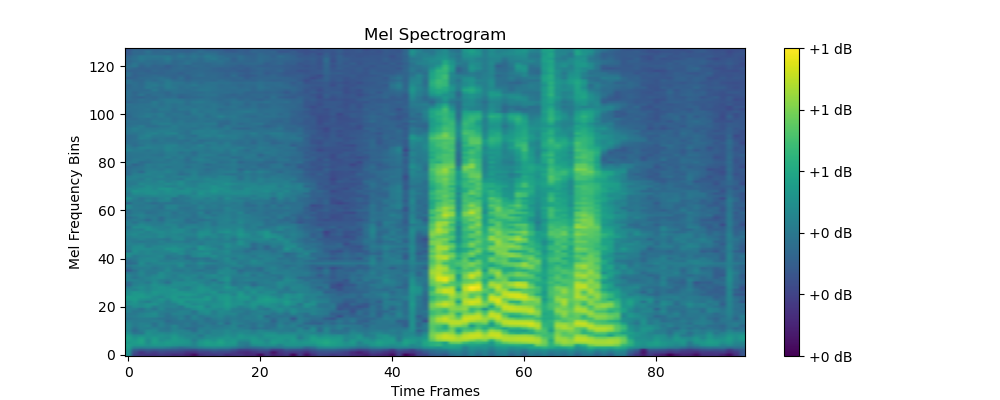 Mel Spectrogram
Mel Frequency Bins
120
100
80
60
40
20
0
0 20 40 60 80
Time Frames
+1 dB
+1 dB
+1 dB
+0 dB
+0 dB
+0 dB